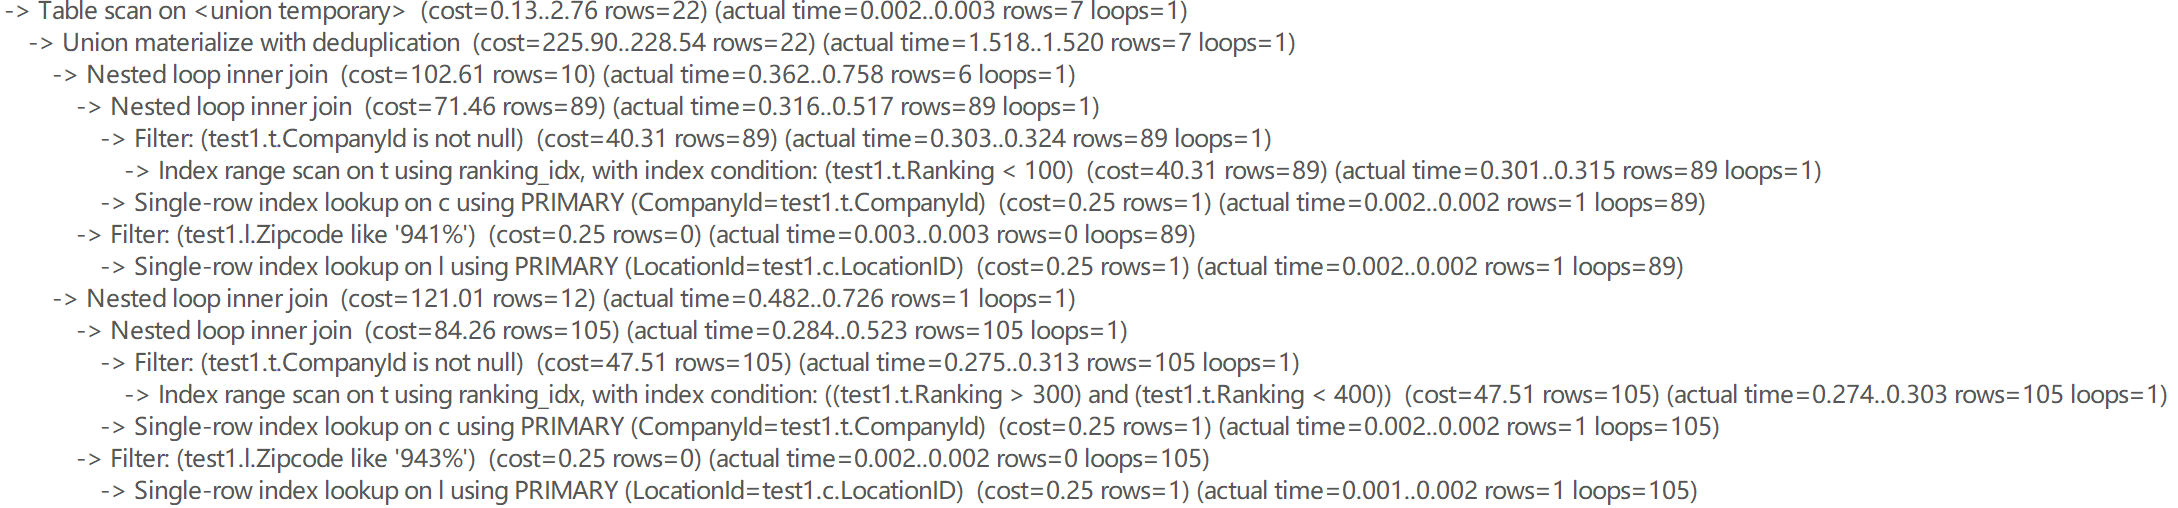 -> Table scan on <union temporary>  (cost=0.13..2.76 rows=22) (actual time=0.002..0.003 rows=7 loops=1)
-> Union materialize with deduplication  (cost=225.90..228.54 rows=22) (actual time=1.518..1.520 rows=7 loops=1)
-> Nested loop inner join  (cost=102.61 rows=10) (actual time=0.362..0.758 rows=6 loops=1)
-> Nested loop inner join  (cost=71.46 rows=89) (actual time=0.316..0.517 rows=89 loops=1)
-> Filter: (test1.t.CompanyId is not null)  (cost=40.31 rows=89) (actual time=0.303..0.324 rows=89 loops=1)
-> Index range scan on t using ranking_idx, with index condition: (test1.t.Ranking < 100)  (cost=40.31 rows=89) (actual time=0.301..0.315 rows=89 loops=1)
-> Single-row index lookup on c using PRIMARY (CompanyId=test1.t.CompanyId)  (cost=0.25 rows=1) (actual time=0.002..0.002 rows=1 loops=89)
-> Filter: (test1.l.Zipcode like '941%')  (cost=0.25 rows=0) (actual time=0.003..0.003 rows=0 loops=89)
-> Single-row index lookup on l using PRIMARY (LocationId=test1.c.LocationID)  (cost=0.25 rows=1) (actual time=0.002..0.002 rows=1 loops=89)
-> Nested loop inner join  (cost=121.01 rows=12) (actual time=0.482..0.726 rows=1 loops=1)
-> Nested loop inner join  (cost=84.26 rows=105) (actual time=0.284..0.523 rows=105 loops=1)
-> Filter: (test1.t.CompanyId is not null)  (cost=47.51 rows=105) (actual time=0.275..0.313 rows=105 loops=1)
-> Index range scan on t using ranking_idx, with index condition: ((test1.t.Ranking > 300) and (test1.t.Ranking < 400))  (cost=47.51 rows=105) (actual time=0.274..0.303 rows=105 loops=1)
-> Single-row index lookup on c using PRIMARY (CompanyId=test1.t.CompanyId)  (cost=0.25 rows=1) (actual time=0.002..0.002 rows=1 loops=105)
-> Filter: (test1.l.Zipcode like '943%')  (cost=0.25 rows=0) (actual time=0.002..0.002 rows=0 loops=105)
-> Single-row index lookup on l using PRIMARY (LocationId=test1.c.LocationID)  (cost=0.25 rows=1) (actual time=0.001..0.002 rows=1 loops=105)